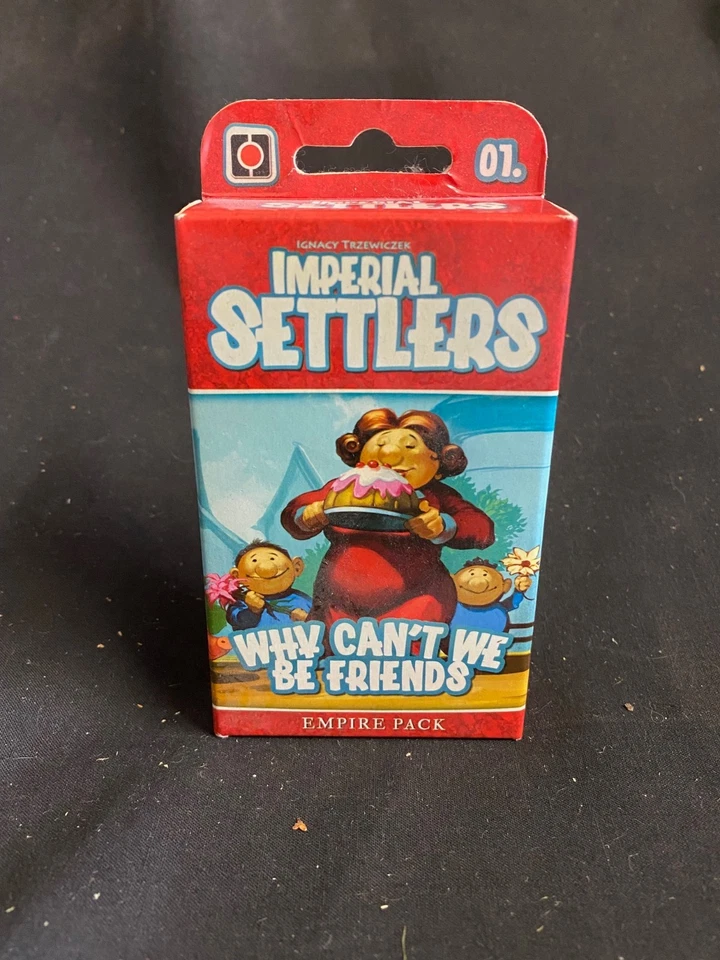 01.
IGNACY TRZEWICZEK
IMPERIAL
SETTLERS
WHY CAN'T WE
BE FRIENDS
EMPIRE PACK